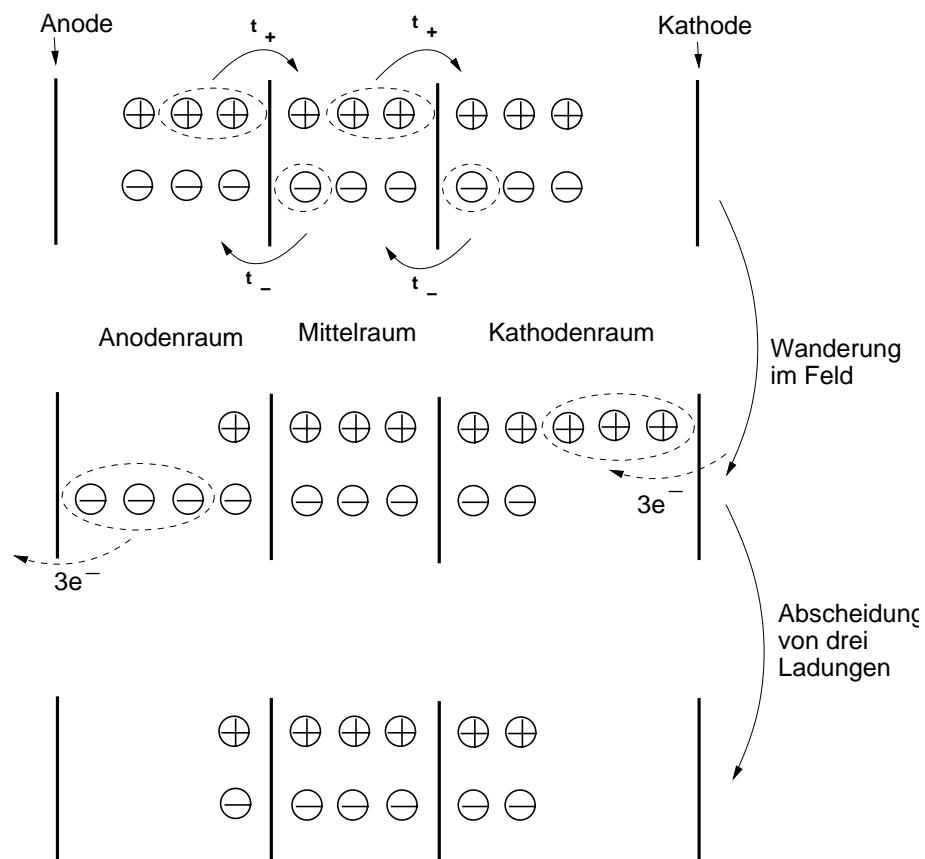 Anode
t +
t +
Kathode
t −
t −
Anodenraum
Mittelraum
Kathodenraum
Wanderung
im Feld
3e−
3e−
Abscheidung
von drei
Ladungen